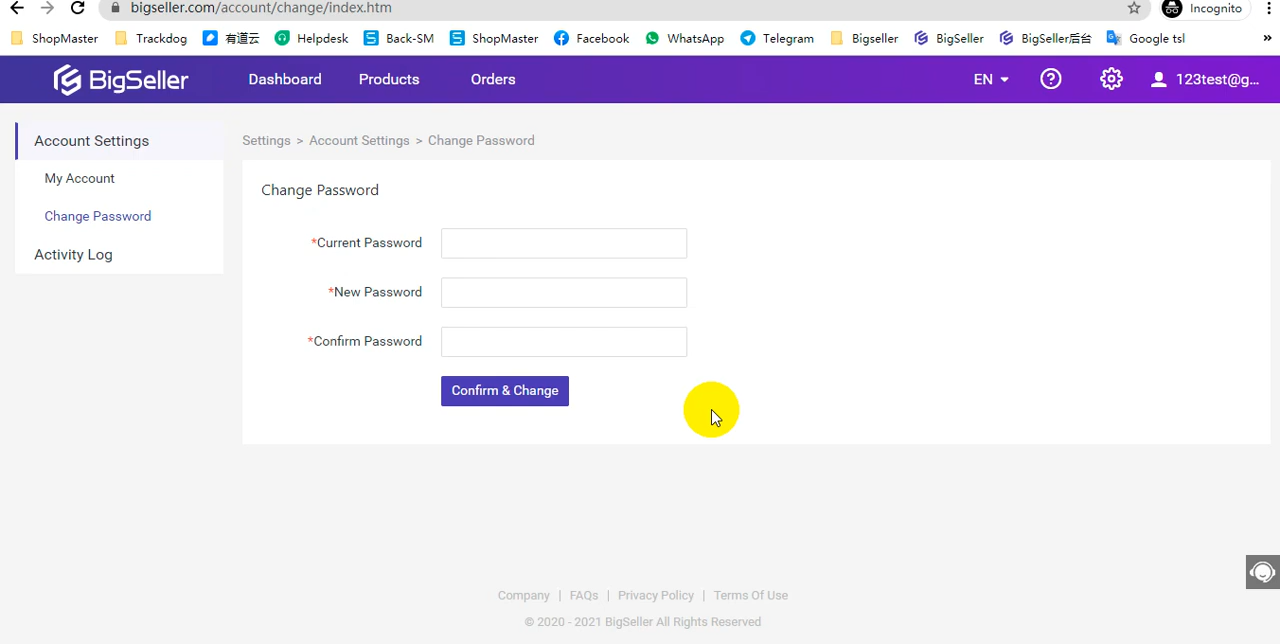 bigseller.com/account/change/index.htm Incognito
ShopMaster Trackdog 有道云 Helpdesk Back-SM ShopMaster Facebook WhatsApp Telegram Bigseller BigSeller BigSeller后台 Google tsl »
BigSeller Dashboard Products Orders EN 123test@g...
Account Settings
My Account
Change Password
Activity Log
Settings > Account Settings > Change Password
Change Password
*Current Password
*New Password
*Confirm Password
Confirm & Change
Company | FAQs | Privacy Policy | Terms Of Use
© 2020 - 2021 BigSeller All Rights Reserved